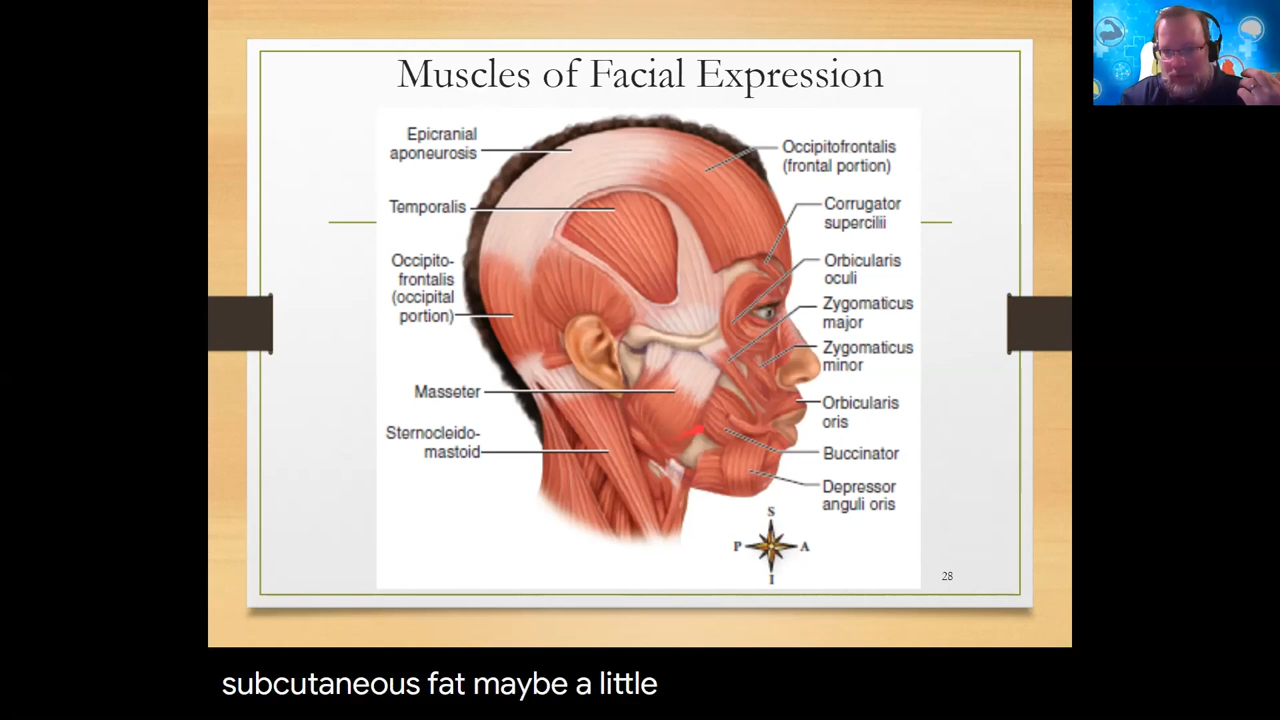 Muscles of Facial Expression
Epicranial
aponeurosis
Temporalis
Occipito-
frontalis
(occipital
portion)
Masseter
Sternocleido-
mastoid
Occipitofrontalis
(frontal portion)
Corrugator
supercilii
Orbicularis
oculi
Zygomaticus
major
Zygomaticus
minor
Orbicularis
oris
Buccinator
Depressor
anguli oris
S
P A
I
28
subcutaneous fat maybe a little